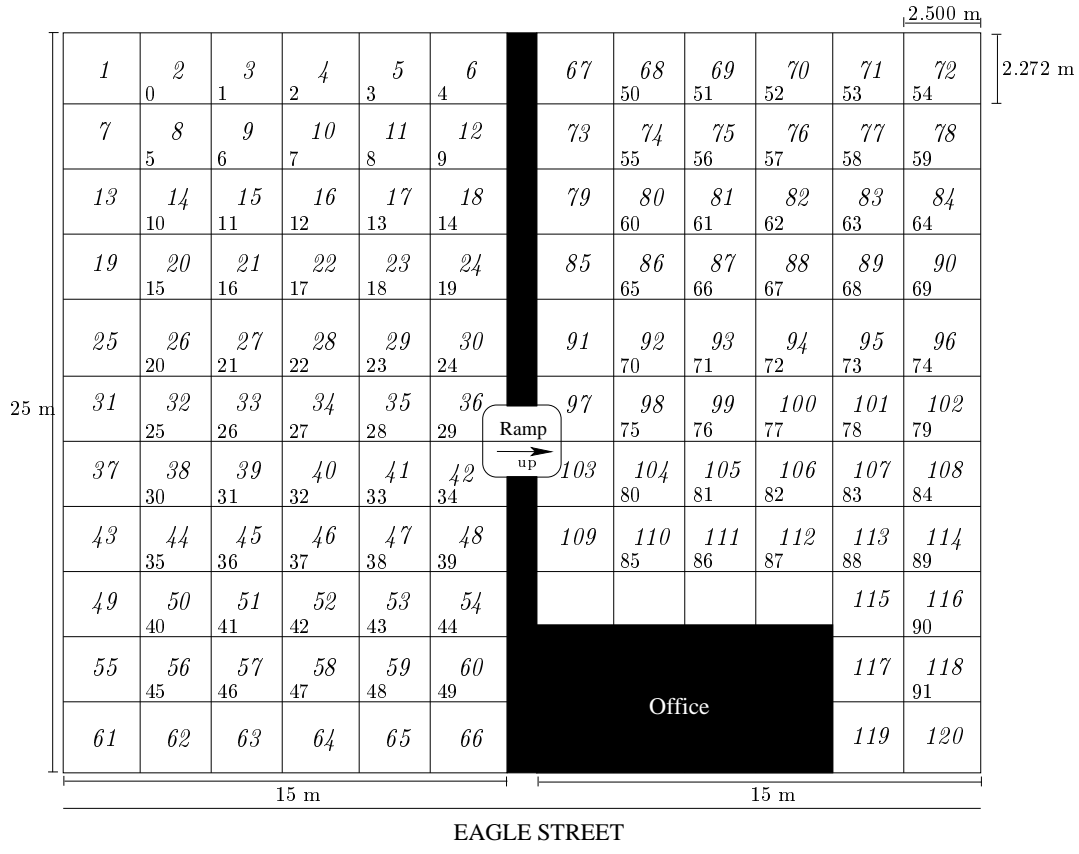 2.500 m
1 2 3 4 5 6 67 68 69 70 71 72
2.272 m
0 1 2 3 4 50 51 52 53 54
7 8 9 10 11 12 73 74 75 76 77 78
5 6 7 8 9 55 56 57 58 59
13 14 15 16 17 18 79 80 81 82 83 84
10 11 12 13 14 60 61 62 63 64
19 20 21 22 23 24 85 86 87 88 89 90
15 16 17 18 19 65 66 67 68 69
25 26 27 28 29 30 91 92 93 94 95 96
20 21 22 23 24 70 71 72 73 74
25 m
31 32 33 34 35 36 97 98 99 100 101 102
25 26 27 28 29 75 76 77 78 79
Ramp
up
37 38 39 40 41 42 103 104 105 106 107 108
30 31 32 33 34 80 81 82 83 84
43 44 45 46 47 48 109 110 111 112 113 114
35 36 37 38 39 85 86 87 88 89
49 50 51 52 53 54 115 116
40 41 42 43 44 90
55 56 57 58 59 60 117 118
45 46 47 48 49 91
Office
61 62 63 64 65 66 119 120
15 m 15 m
EAGLE STREET